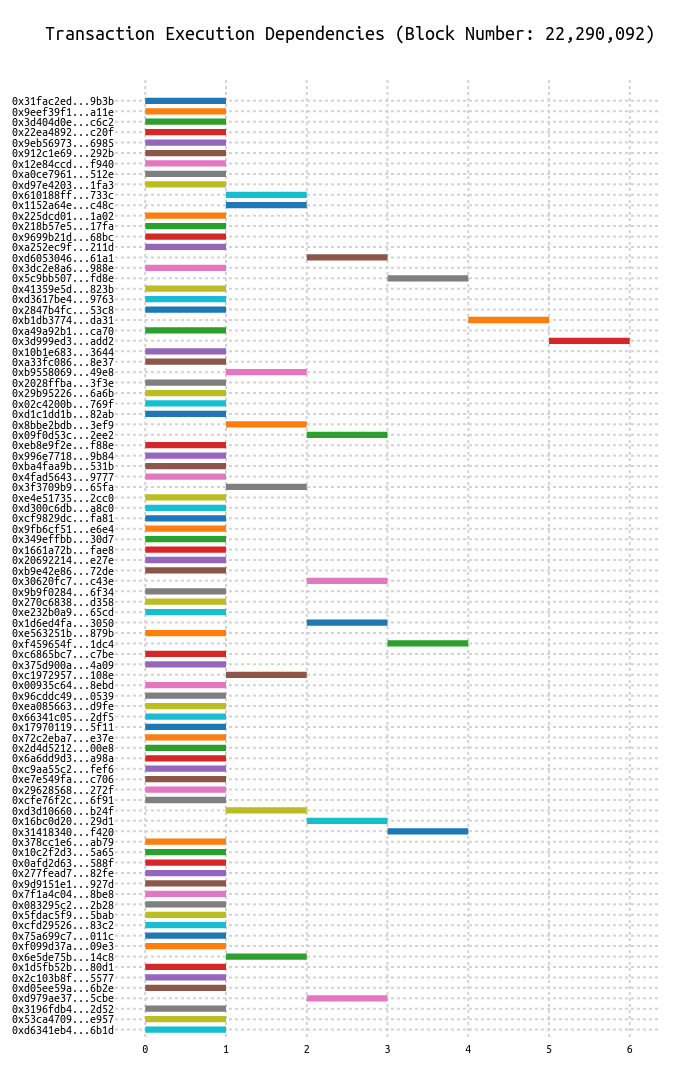 Transaction Execution Dependencies (Block Number: 22,290,092)
0x31fac2ed...9b3b
0x9eef39f1...a11e
0x3d404d0e...c6c2
0x22ea4892...c20f
0x9eb56973...6985
0x912c1e69...292b
0x12e84ccd...f940
0xa0ce7961...512e
0xd97e4203...1fa3
0x610188ff...733c
0x1152a64e...c48c
0x225dcd01...1a02
0x218b57e5...17fa
0x9699b21d...68bc
0xa252ec9f...211d
0xd6053046...61a1
0x3dc2e8a6...988e
0x5c9bb507...fd8e
0x41359e5d...823b
0xd3617be4...9763
0x2847b4fc...53c8
0xb1db3774...da31
0xa49a92b1...ca70
0x3d999ed3...add2
0x10b1e683...3644
0xa33fc086...8e37
0xb9558069...49e8
0x2028ffba...3f3e
0x29b95226...6a6b
0x02c4200b...769f
0xd1c1dd1b...82ab
0x8bbe2bdb...3ef9
0x09f0d53c...2ee2
0xeb8e9f2e...f88e
0x996e7718...9b84
0xba4faa9b...531b
0x4fad5643...9777
0x3f3709b9...65fa
0xe4e51735...2cc0
0xd300c6db...a8c0
0xcf9829dc...fa81
0x9fb6cf51...e6e4
0x349effbb...30d7
0x1661a72b...fae8
0x20692214...e27e
0xb9e42e86...72de
0x30620fc7...c43e
0x9b9f0284...6f34
0x270c6838...d358
0xe232b0a9...65cd
0x1d6ed4fa...3050
0xe563251b...879b
0xf459654f...1dc4
0xc6865bc7...c7be
0x375d900a...4a09
0xc1972957...108e
0x00935c64...8ebd
0x96cddc49...0539
0xea085663...d9fe
0x66341c05...2df5
0x17970119...5f11
0x72c2eba7...e37e
0x2d4d5212...00e8
0x6a6dd9d3...a98a
0xc9aa55c2...fef6
0xe7e549fa...c706
0x29628568...272f
0xcfe76f2c...6f91
0xd3d10660...b24f
0x16bc0d20...29d1
0x31418340...f420
0x378cc1e6...ab79
0x10c2f2d3...5a65
0x0afd2d63...588f
0x277fead7...82fe
0x9d9151e1...927d
0x7f1a4c04...8be8
0x083295c2...2b28
0x5fdac5f9...5bab
0xcfd29526...83c2
0x75a699c7...011c
0xf099d37a...09e3
0x6e5de75b...14c8
0x1d5fb52b...80d1
0x2c103b8f...5577
0xd05ee59a...6b2e
0xd979ae37...5cbe
0x3196fdb4...2d52
0x53ca4709...e957
0xd6341eb4...6b1d
0 1 2 3 4 5 6